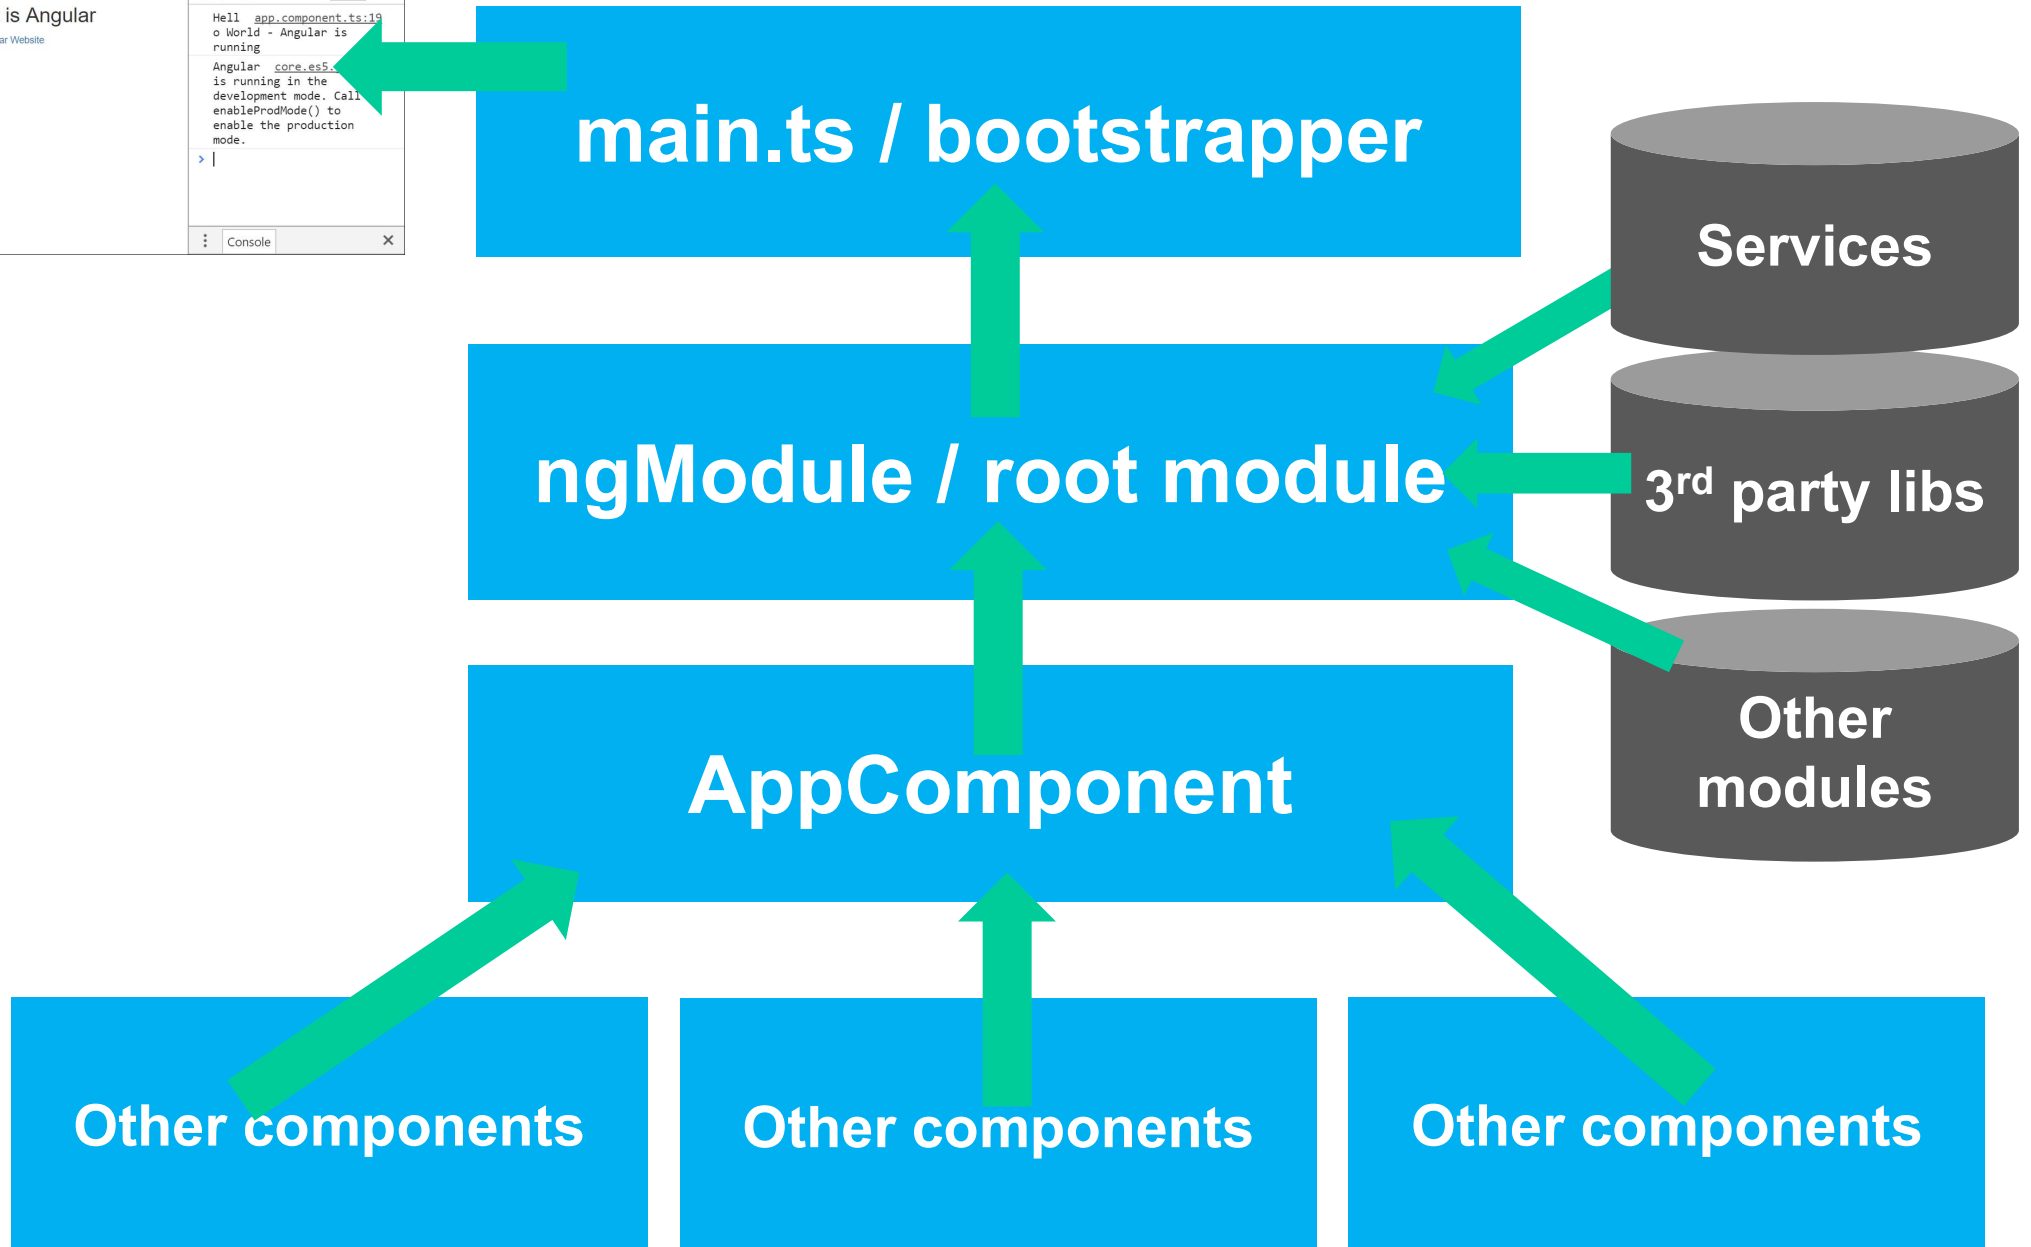 is Angular
ar Website
Hell app.component.ts:19
o World - Angular is
running
Angular core.es5.
is running in the
development mode. Call
enableProdMode() to
enable the production
mode.
>
Console
main.ts / bootstrapper
Services
ngModule / root module
3rd party libs
AppComponent
Other
modules
Other components
Other components
Other components